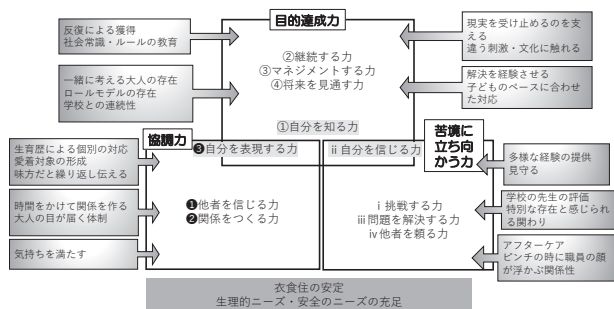 目的達成力
反復による獲得
社会常識・ルールの教育
現実を受け止めるのを支
える
違う刺激・文化に触れる
②継続する力
③マネジメントする力
④将来を見通す力
一緒に考える大人の存在
ロールモデルの存在
学校との連続性
解決を経験させる
子どものペースに合わせ
た対応
①自分を知る力
協調力
苦境に
立ち向
かう力
生育歴による個別の対応
愛着対象の形成
味方だと繰り返し伝える
❸自分を表現する力
ⅱ自分を信じる力
多様な経験の提供
見守る
時間をかけて関係を作る
大人の目が届く体制
❶他者を信じる力
❷関係をつくる力
ⅰ挑戦する力
ⅲ問題を解決する力
ⅳ他者を頼る力
学校の先生の評価
特別な存在と感じられ
る関わり
気持ちを満たす
アフターケア
ピンチの時に職員の顔
が浮かぶ関係性
衣食住の安定
生理的ニーズ・安全のニーズの充足